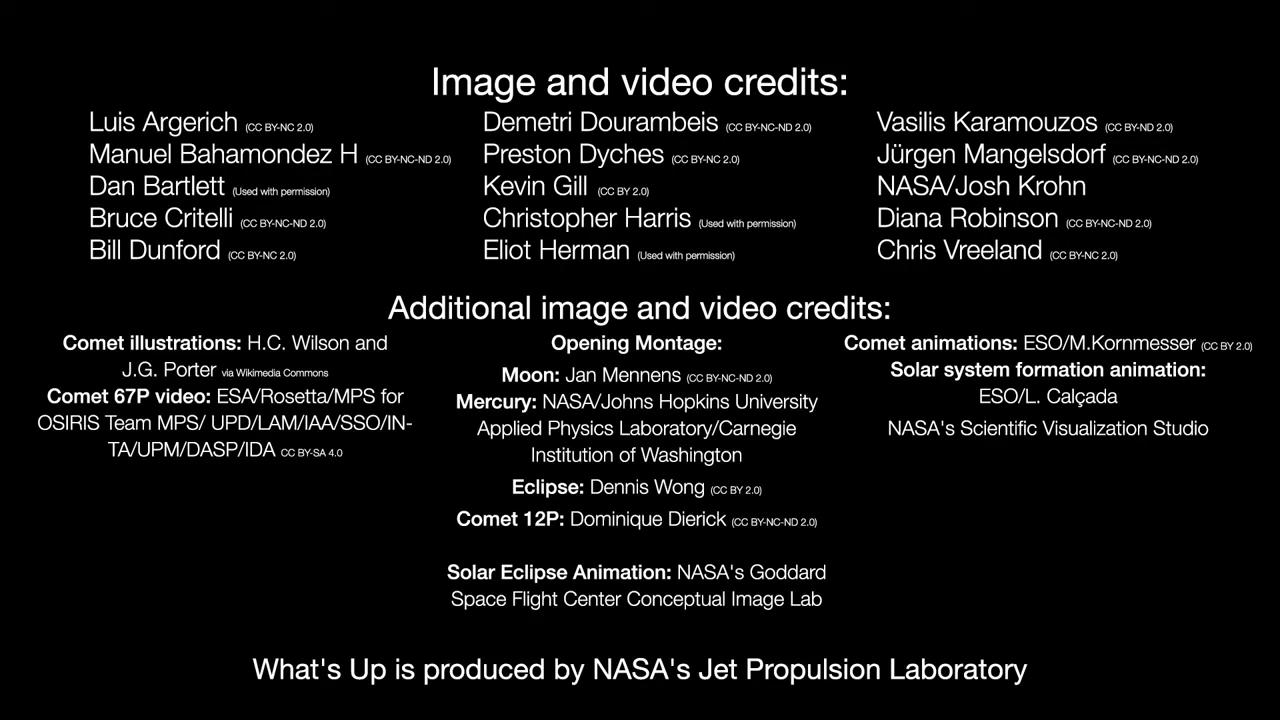 Image and video credits:
Luis Argerich (CC BY-NC 2.0)
Manuel Bahamondez H (CC BY-NC-ND 2.0)
Dan Bartlett (Used with permission)
Bruce Critelli (CC BY-NC-ND 2.0)
Bill Dunford (CC BY-NC 2.0)
Demetri Dourambeis (CC BY-NC-ND 2.0)
Preston Dyches (CC BY-NC 2.0)
Kevin Gill (CC BY 2.0)
Christopher Harris (Used with permission)
Eliot Herman (Used with permission)
Vasilis Karamouzos (CC BY-ND 2.0)
Jürgen Mangelsdorf (CC BY-NC-ND 2.0)
NASA/Josh Krohn
Diana Robinson (CC BY-NC-ND 2.0)
Chris Vreeland (CC BY-NC 2.0)
Additional image and video credits:
Comet illustrations: H.C. Wilson and
J.G. Porter via Wikimedia Commons
Comet 67P video: ESA/Rosetta/MPS for
OSIRIS Team MPS/ UPD/LAM/IAA/SSO/IN-
TA/UPM/DASP/IDA CC BY-SA 4.0
Opening Montage:
Moon: Jan Mennens (CC BY-NC-ND 2.0)
Mercury: NASA/Johns Hopkins University
Applied Physics Laboratory/Carnegie
Institution of Washington
Eclipse: Dennis Wong (CC BY 2.0)
Comet 12P: Dominique Dierick (CC BY-NC-ND 2.0)
Solar Eclipse Animation: NASA's Goddard
Space Flight Center Conceptual Image Lab
Comet animations: ESO/M.Kornmesser (CC BY 2.0)
Solar system formation animation:
ESO/L. Calçada
NASA's Scientific Visualization Studio
What's Up is produced by NASA's Jet Propulsion Laboratory